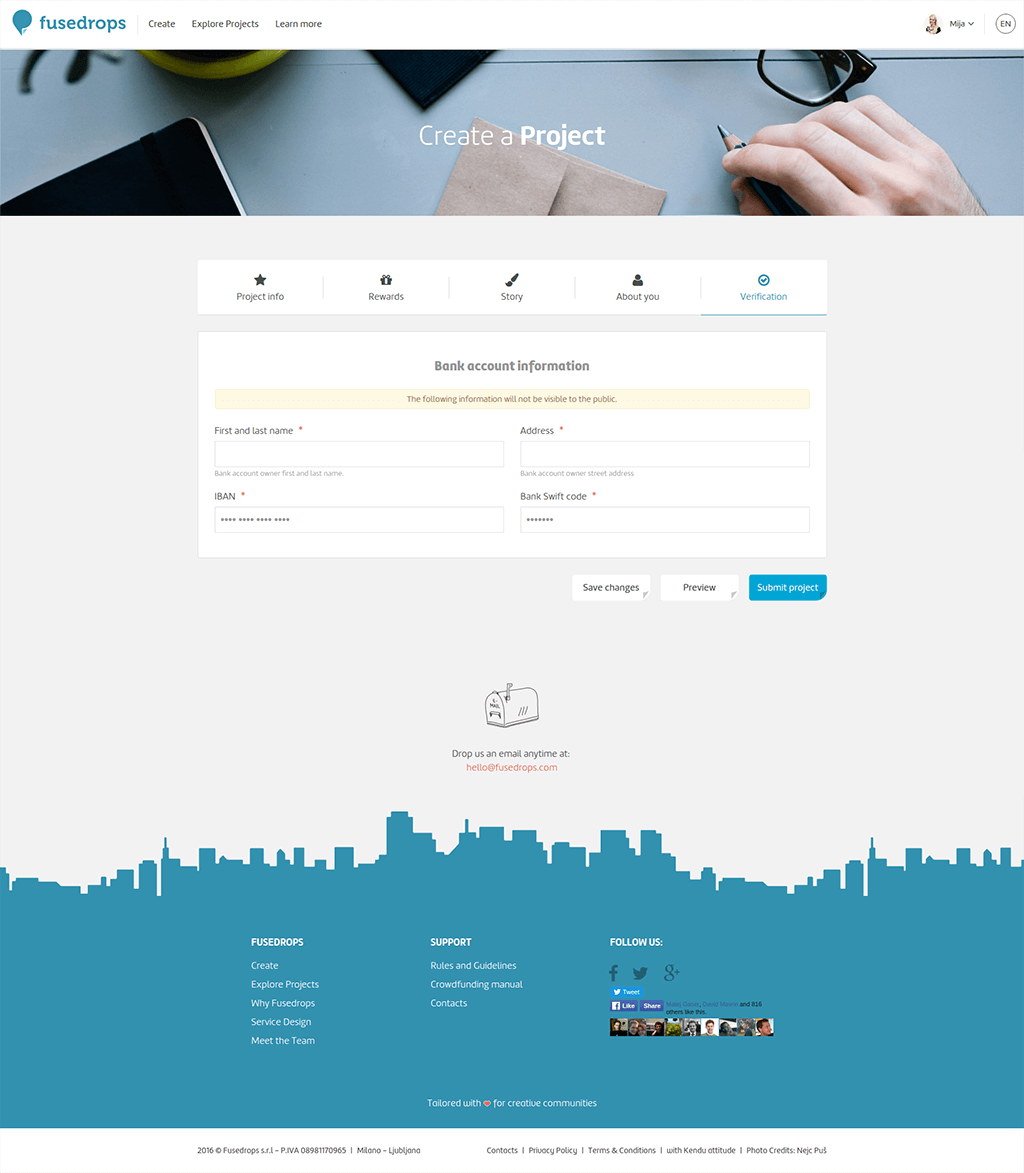 fusedrops
Create
Explore Projects
Learn more
Mija
EN
Create a Project
Project info
Rewards
Story
About you
Verification
Bank account information
The following information will not be visible to the public.
First and last name *
Address *
Bank account owner first and last name.
Bank account owner street address
IBAN *
Bank Swift code *
•••• •••• •••• ••••
•••••••
Save changes
Preview
Submit project
E-
MAIL
Drop us an email anytime at:
hello@fusedrops.com
FUSEDROPS
Create
Explore Projects
Why Fusedrops
Service Design
Meet the Team
SUPPORT
Rules and Guidelines
Crowdfunding manual
Contacts
FOLLOW US:
Tweet
Like
Share
and 816
others like this.
Tailored with ❤ for creative communities
2016 © Fusedrops s.r.l – P.IVA 08981170965 | Milano – Ljubljana
Contacts | Privacy Policy | Terms & Conditions | with Kendu attitude | Photo Credits: Nejc Puš